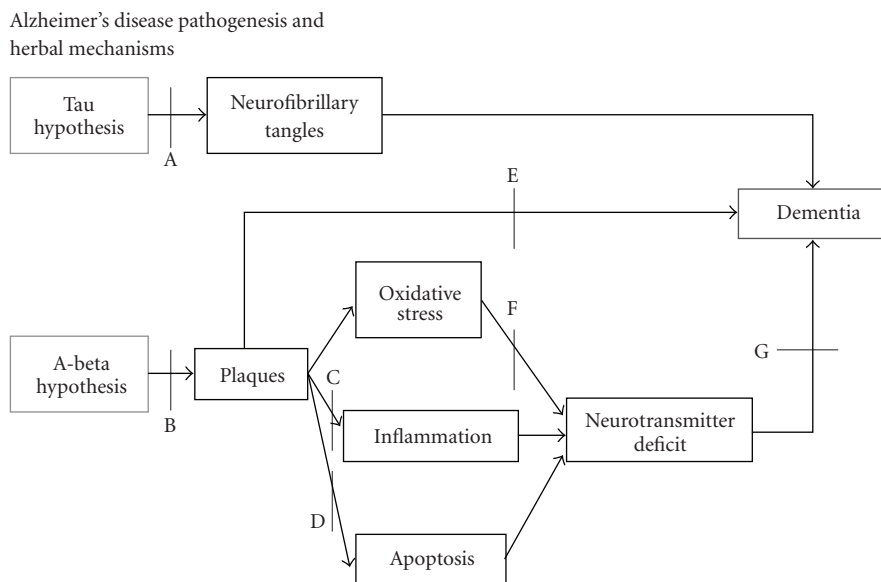 Alzheimer's disease pathogenesis and
herbal mechanisms
Tau
hypothesis
A
Neurofibrillary
tangles
E
Dementia
Oxidative
stress
F
G
A-beta
hypothesis
B
Plaques
C
Inflammation
Neurotransmitter
deficit
D
Apoptosis